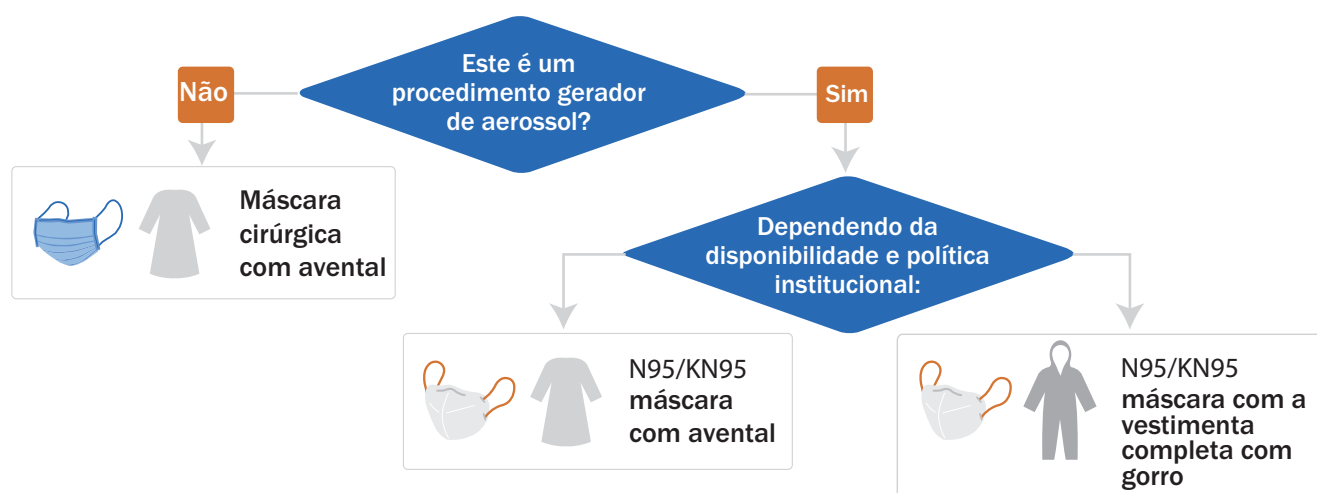 Este é um
procedimento gerador
de aerossol?
Não
Sim
Máscara
cirúrgica
com avental
Dependendo da
disponibilidade e política
institucional:
N95/KN95
máscara
com avental
N95/KN95
máscara com a
vestimenta
completa com
gorro